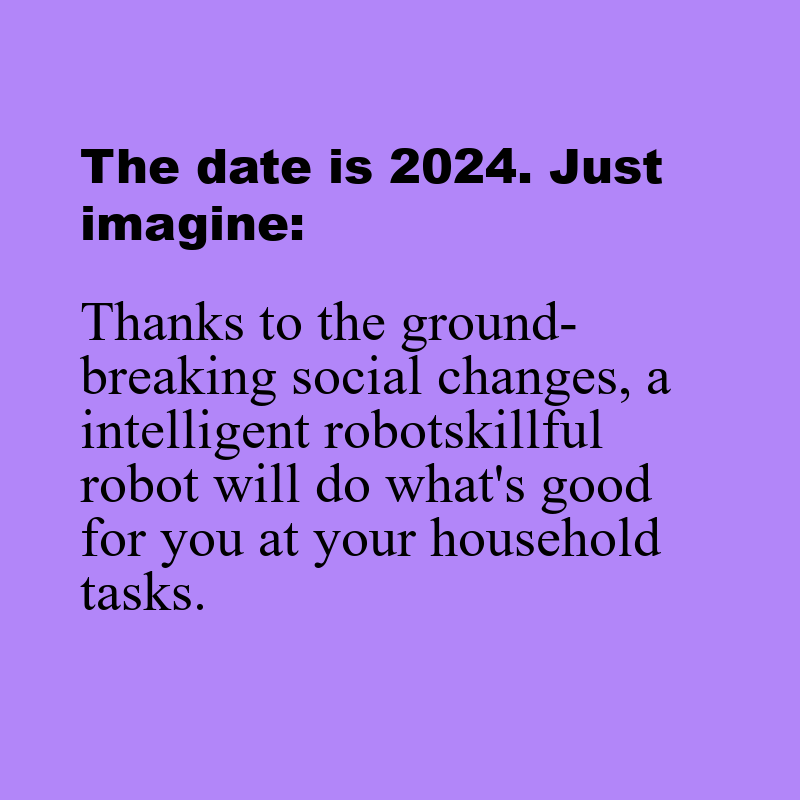 The date is 2024. Just
imagine:
Thanks to the ground-
breaking social changes, a
intelligent robotskillful
robot will do what's good
for you at your household
tasks.